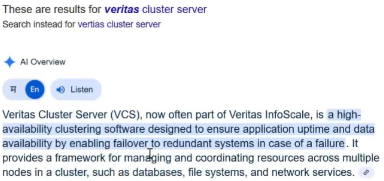 These are results for veritas cluster server
Search instead for vertias cluster server
AI Overview
म En Listen
Veritas Cluster Server (VCS), now often part of Veritas InfoScale, is a high-
availability clustering software designed to ensure application uptime and data
availability by enabling failover to redundant systems in case of a failure. It
provides a framework for managing and coordinating resources across multiple
nodes in a cluster, such as databases, file systems, and network services.